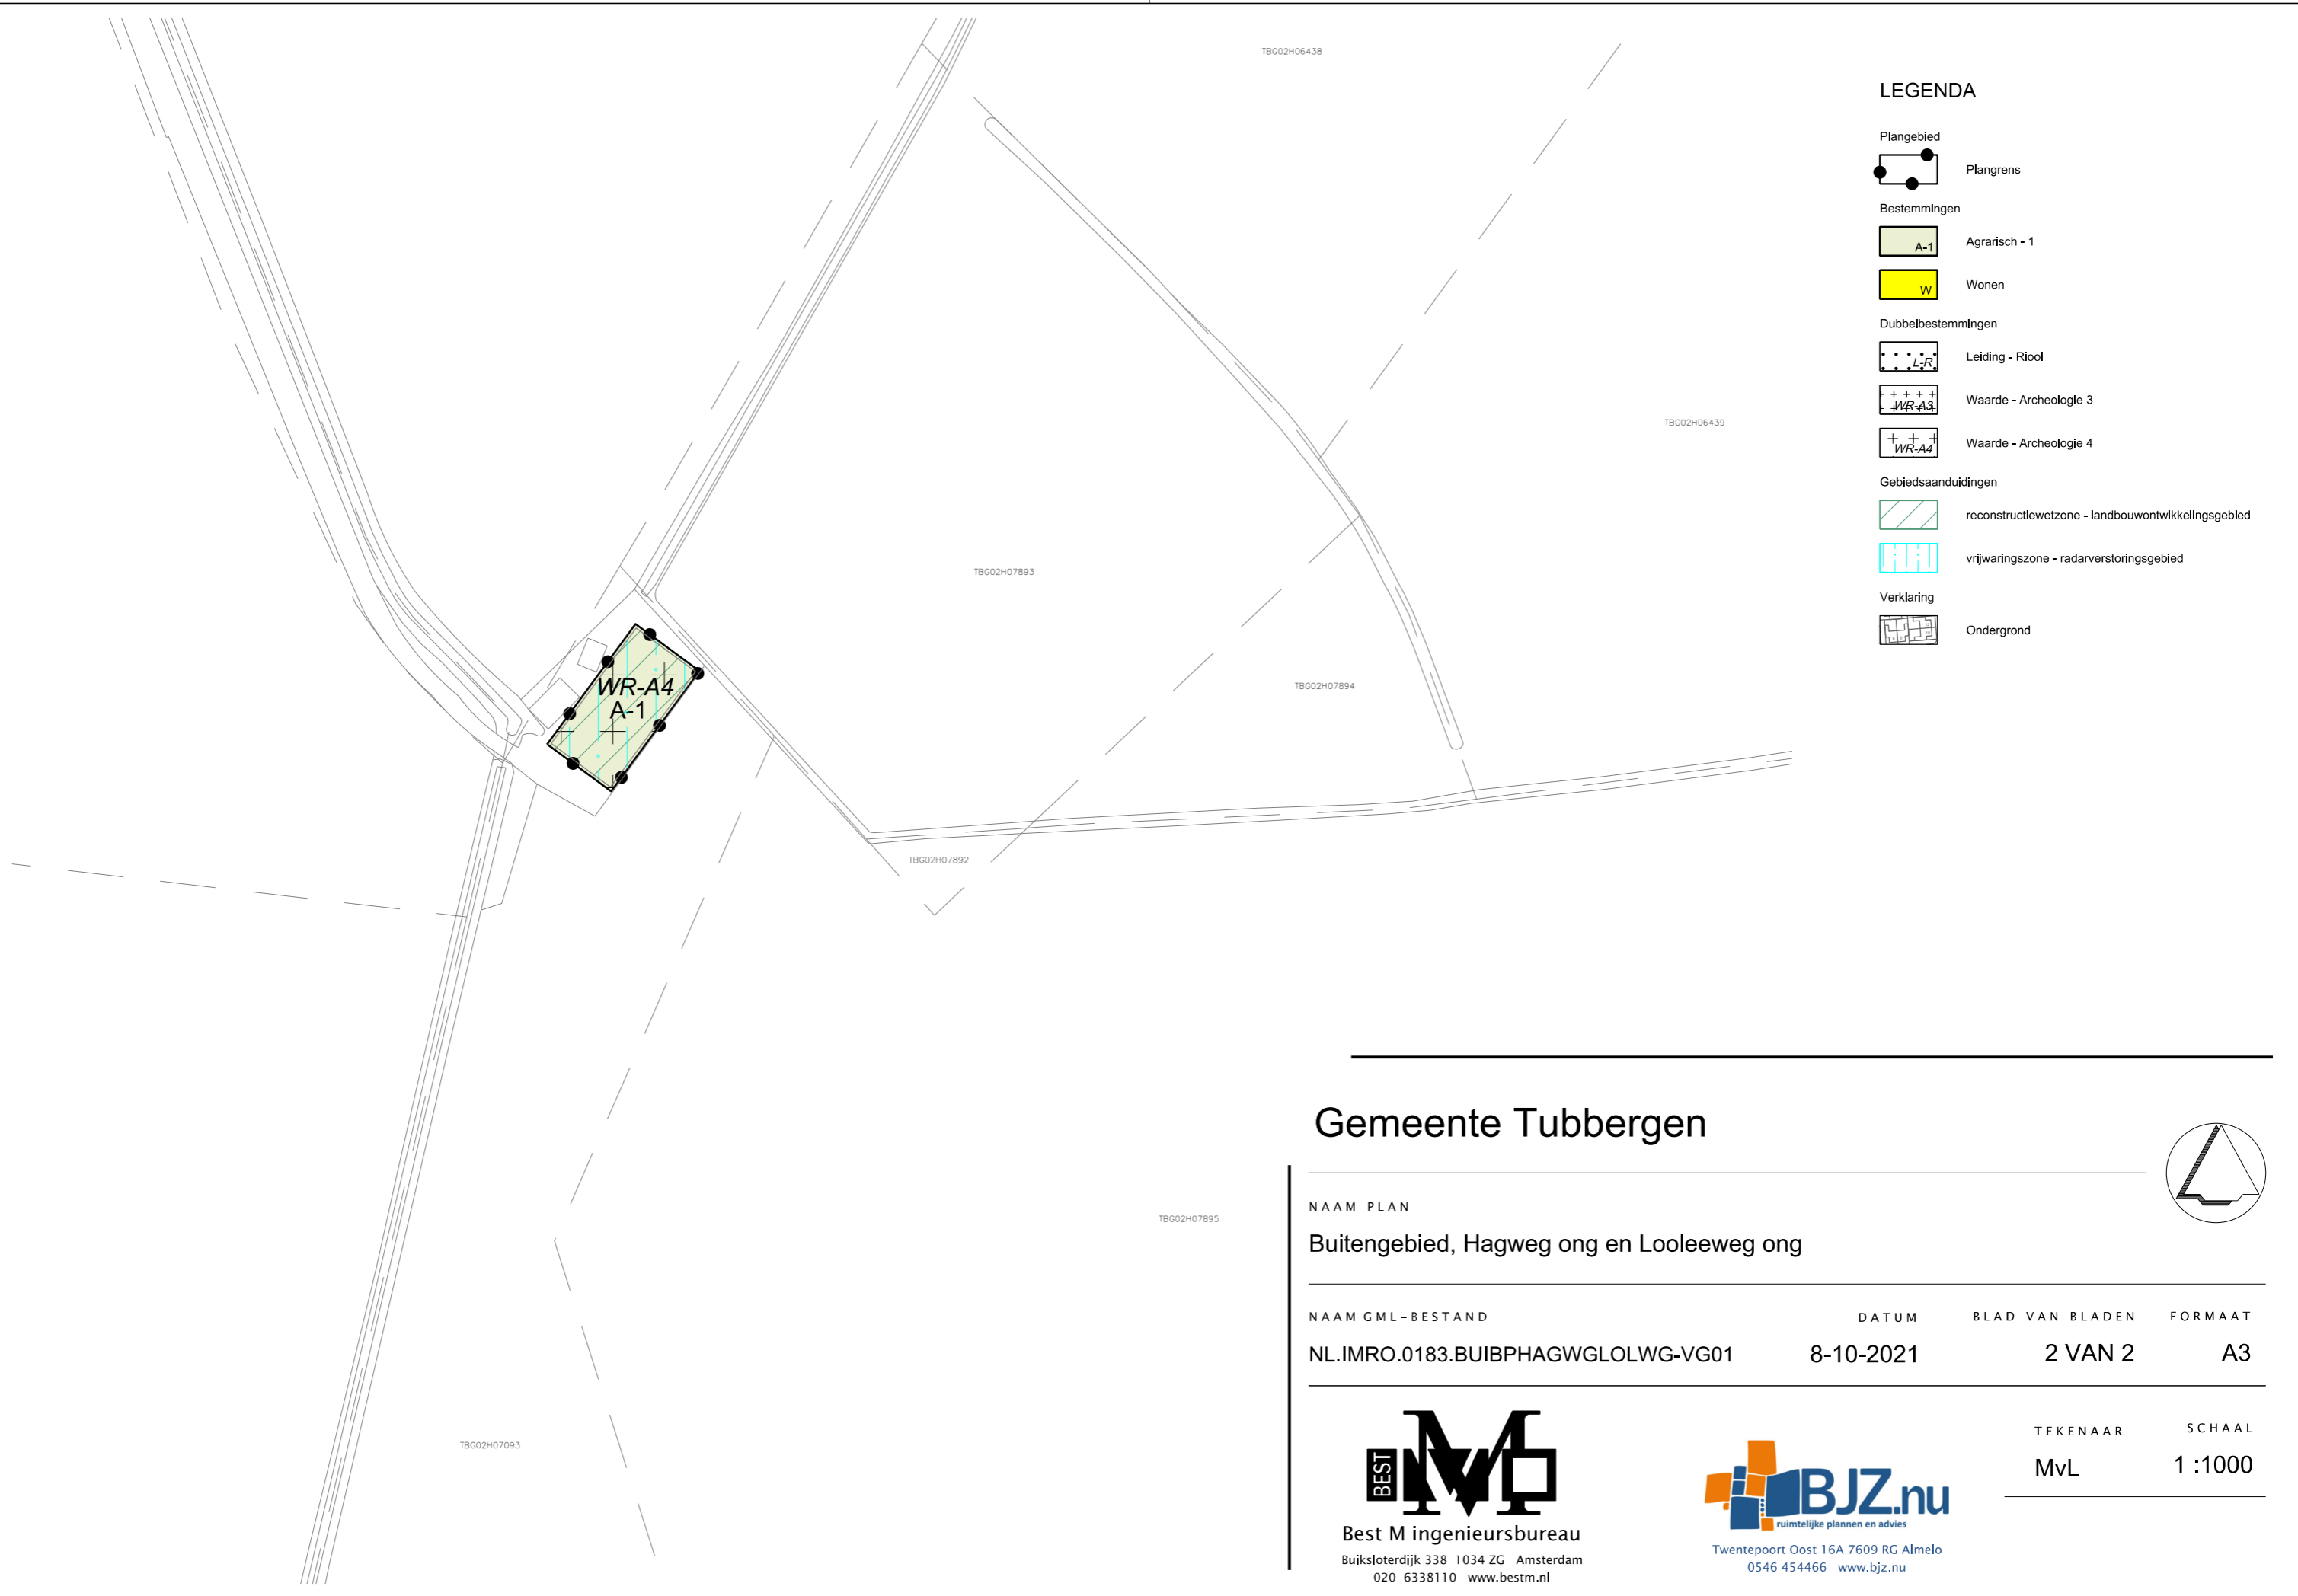 TBG02H06438
TBG02H06439
TBG02H07893
TBG02H07894
WR-A4
A-1
TBG02H07892
TBG02H07895
TBG02H07093
LEGENDA
Plangebied
Plangrens
Bestemmingen
A-1 Agrarisch - 1
W Wonen
Dubbelbestemmingen
L-R Leiding - Riool
WR-A3 Waarde - Archeologie 3
WR-A4 Waarde - Archeologie 4
Gebiedsaanduidingen
reconstructiewetzone - landbouwontwikkelingsgebied
vrijwaringszone - radarverstoringsgebied
Verklaring
Ondergrond
Gemeente Tubbergen
NAAM PLAN
Buitengebied, Hagweg ong en Looleeweg ong
NAAM GML-BESTAND DATUM BLAD VAN BLADEN FORMAAT
NL.IMRO.0183.BUIBPHAGWGLOLWG-VG01 8-10-2021 2 VAN 2 A3
TEKENAAR SCHAAL
MvL 1 :1000
BEST M
Best M ingenieursbureau
Buiksloterdijk 338 1034 ZG Amsterdam
020 6338110 www.bestm.nl
BJZ.nu
ruimtelijke plannen en advies
Twentepoort Oost 16A 7609 RG Almelo
0546 454466 www.bjz.nu